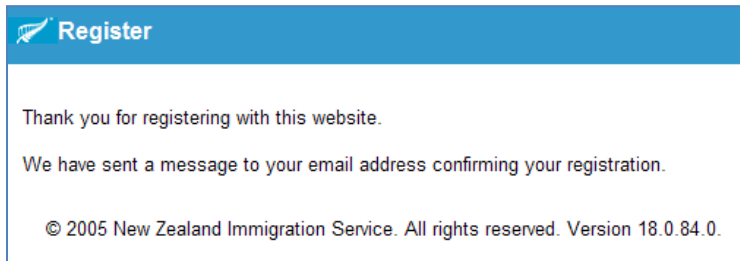 Register
Thank you for registering with this website.
We have sent a message to your email address confirming your registration.
© 2005 New Zealand Immigration Service. All rights reserved. Version 18.0.84.0.